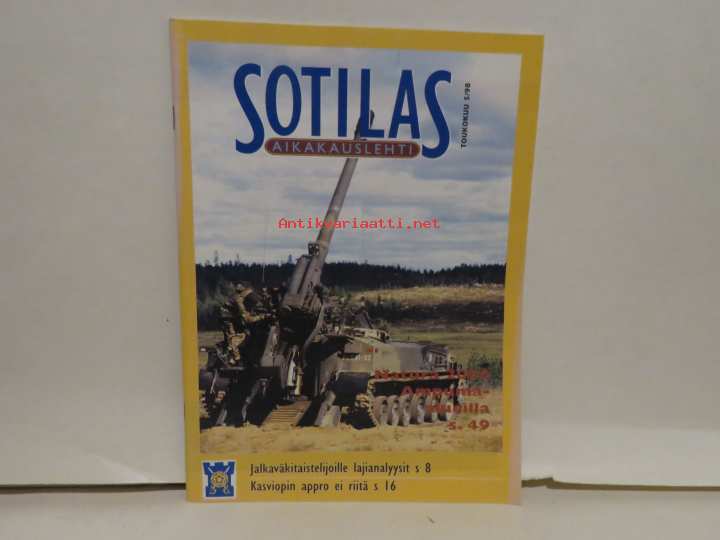 SOTILAS
AIKAKAUSLEHTI
TOUKOKUU 5/98
Antikvariaatti.net
s. 49
Jalkaväkitaistelijoille lajianalyysit s 8
Kasviopin appro ei riitä s 16